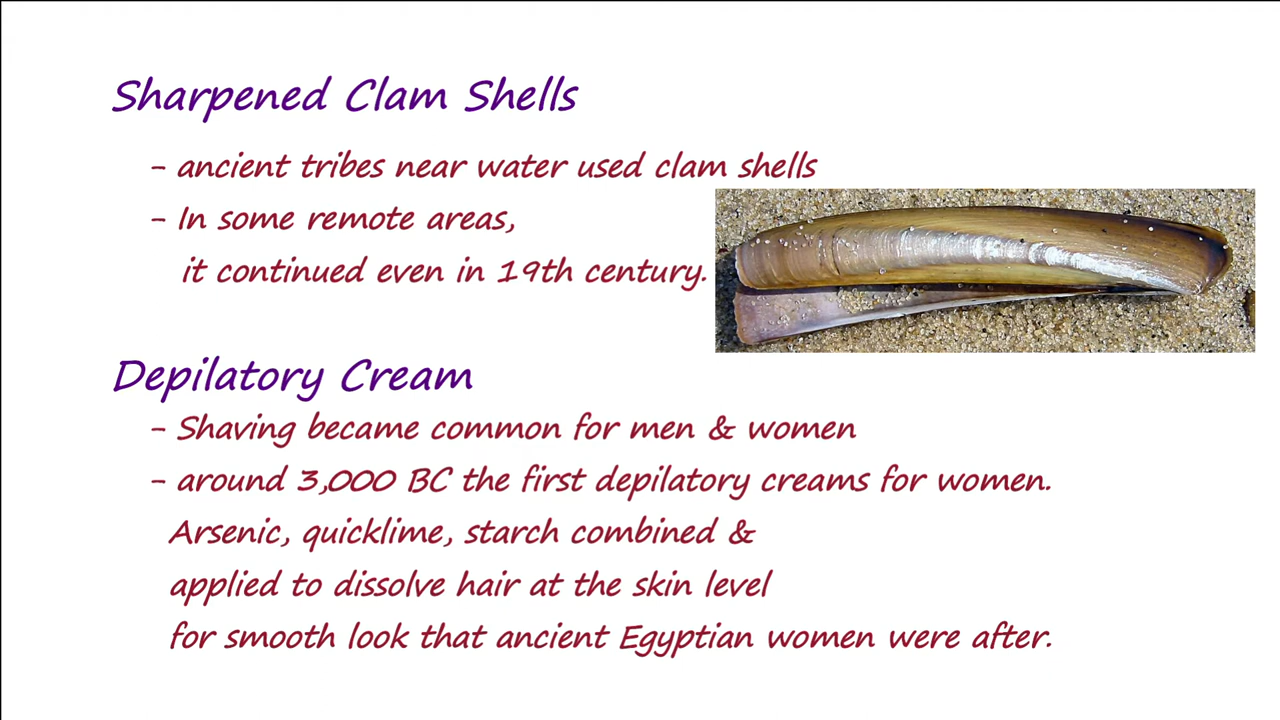 Sharpened Clam Shells
- ancient tribes near water used clam shells
- In some remote areas,
it continued even in 19th century.
Depilatory Cream
- Shaving became common for men & women
- around 3,000 BC the first depilatory creams for women.
Arsenic, quicklime, starch combined &
applied to dissolve hair at the skin level
for smooth look that ancient Egyptian women were after.